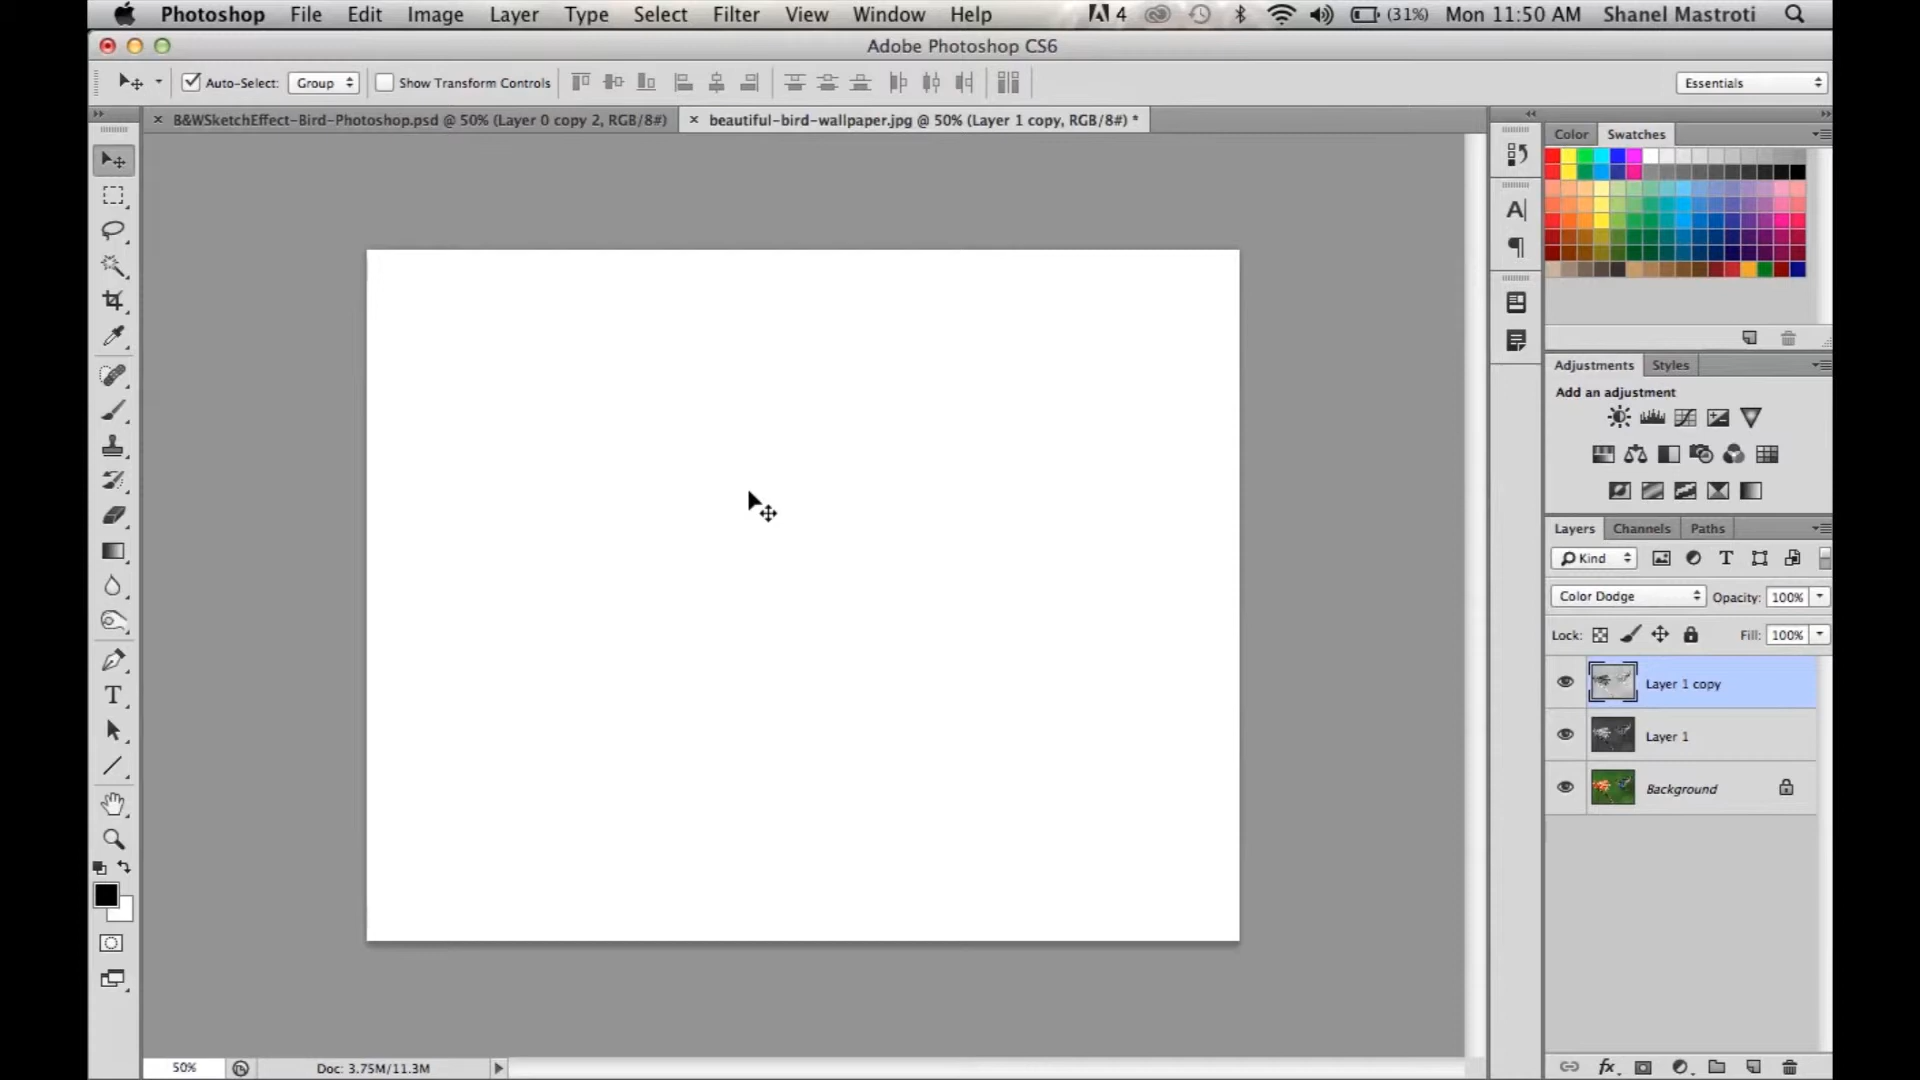 Photoshop File Edit Image Layer Type Select Filter View Window Help 4 (31%) Mon 11:50 AM Shanel Mastroti
Adobe Photoshop CS6
Auto-Select: Group Show Transform Controls Essentials
B&WSketchEffect-Bird-Photoshop.psd @ 50% (Layer 0 copy 2, RGB/8#) beautiful-bird-wallpaper.jpg @ 50% (Layer 1 copy, RGB/8#) *
Color Swatches
Adjustments Styles
Add an adjustment
Layers Channels Paths
Kind
Color Dodge Opacity: 100%
Lock: Fill: 100%
Layer 1 copy
Layer 1
Background
50% Doc: 3.75M/11.3M